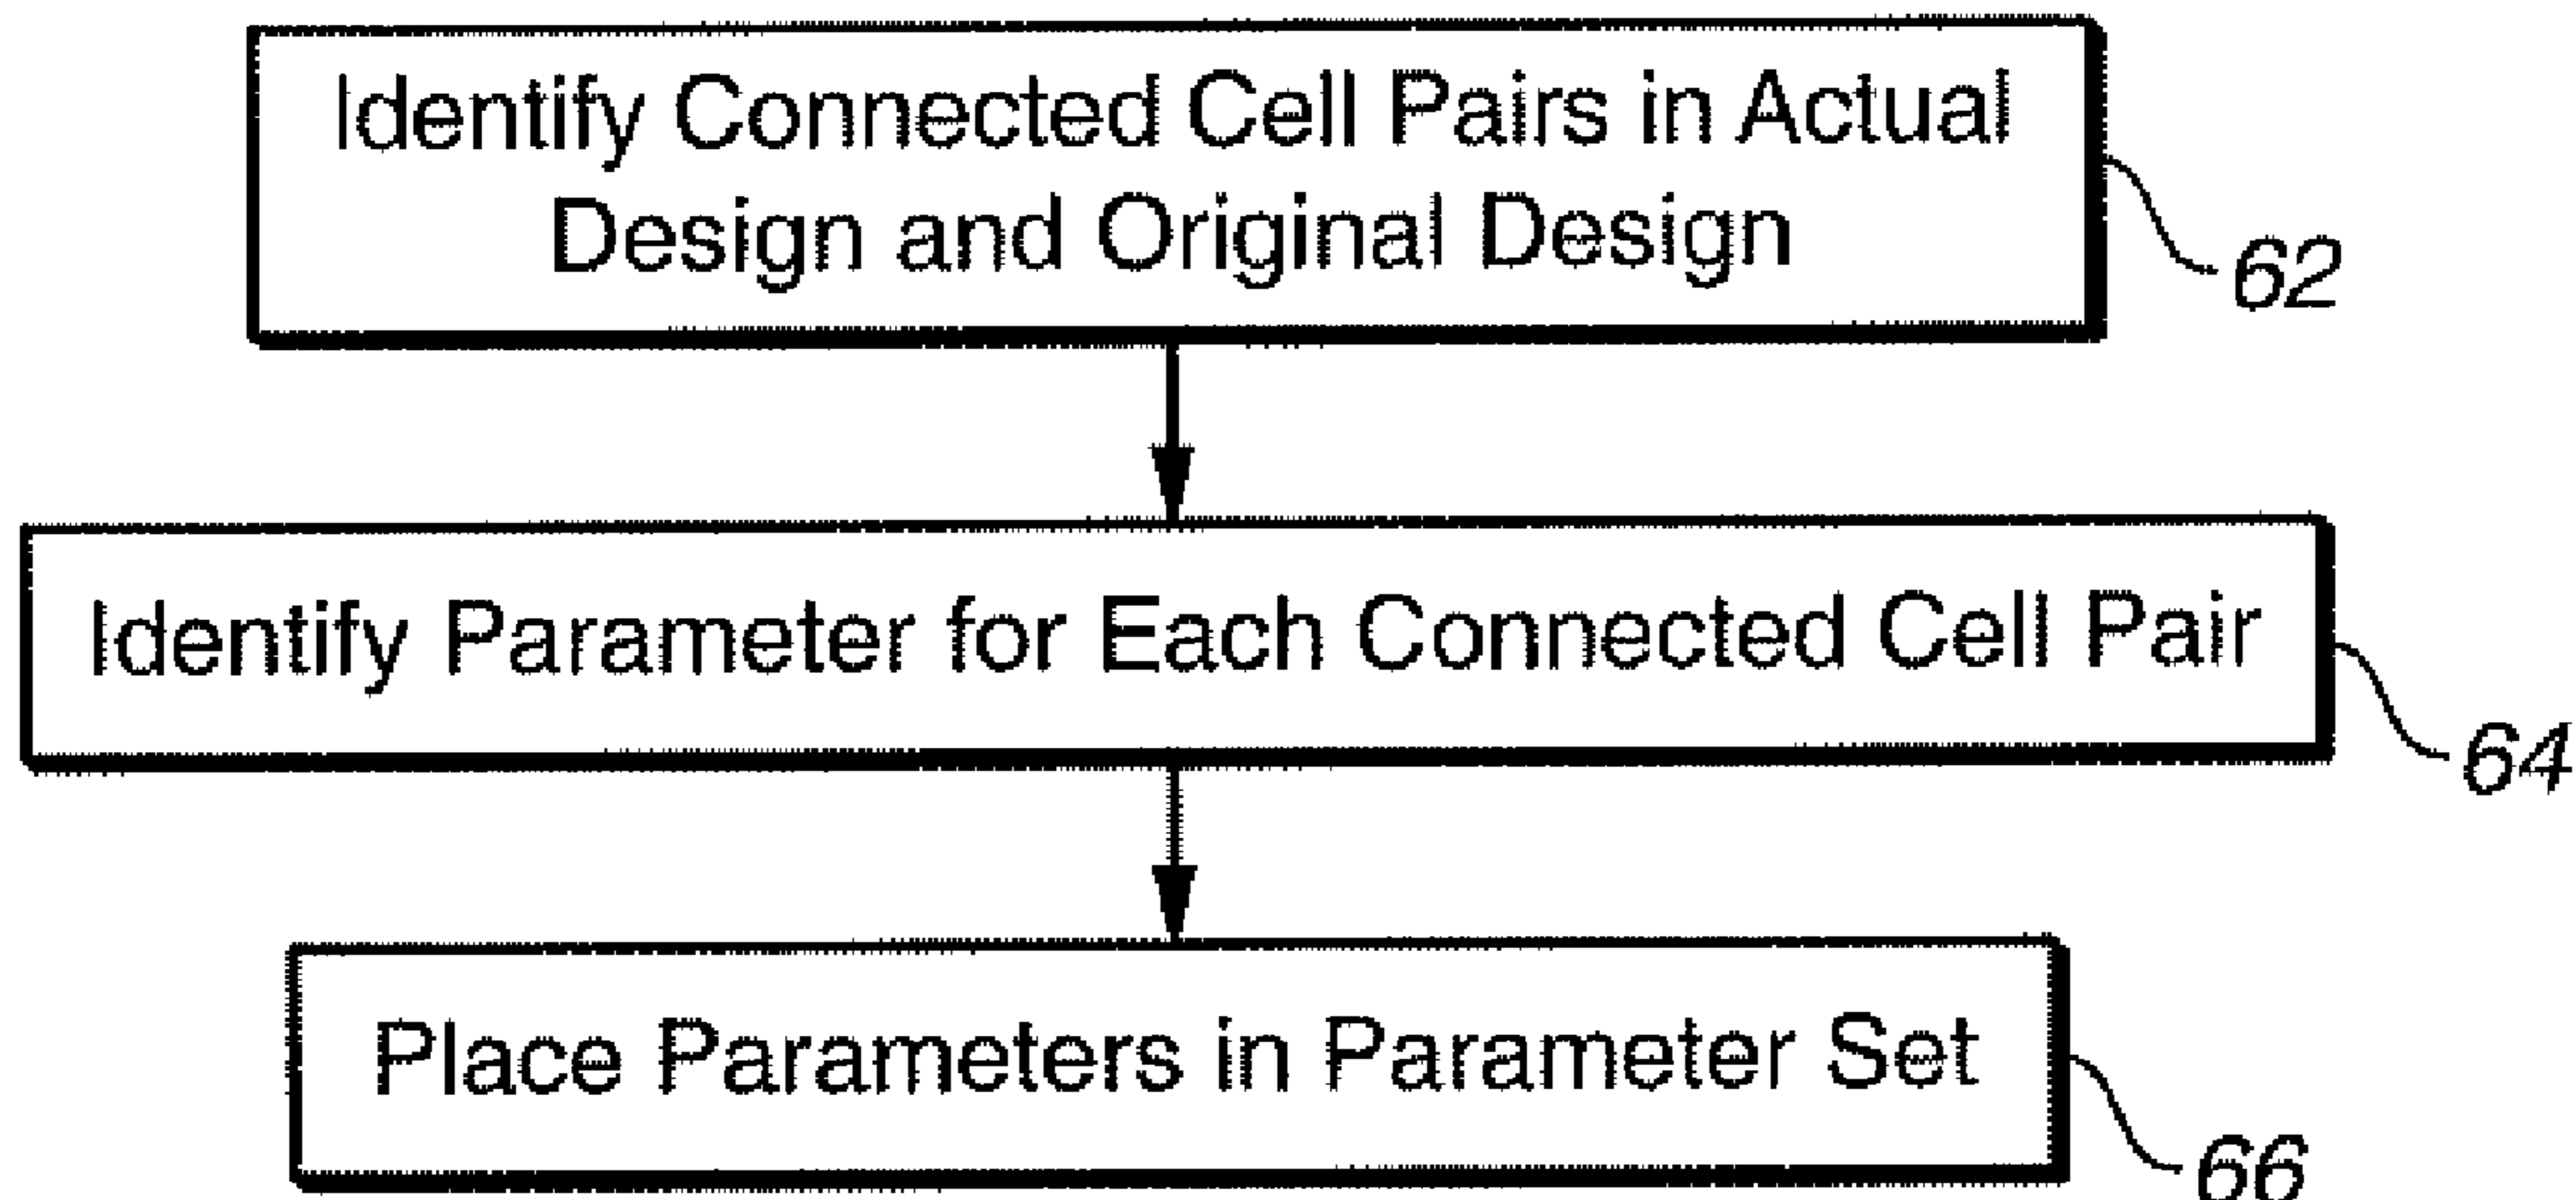 Identify Connected Cell Pairs in Actual
Design and Original Design
62
Identify Parameter for Each Connected Cell Pair
64
Place Parameters in Parameter Set
66